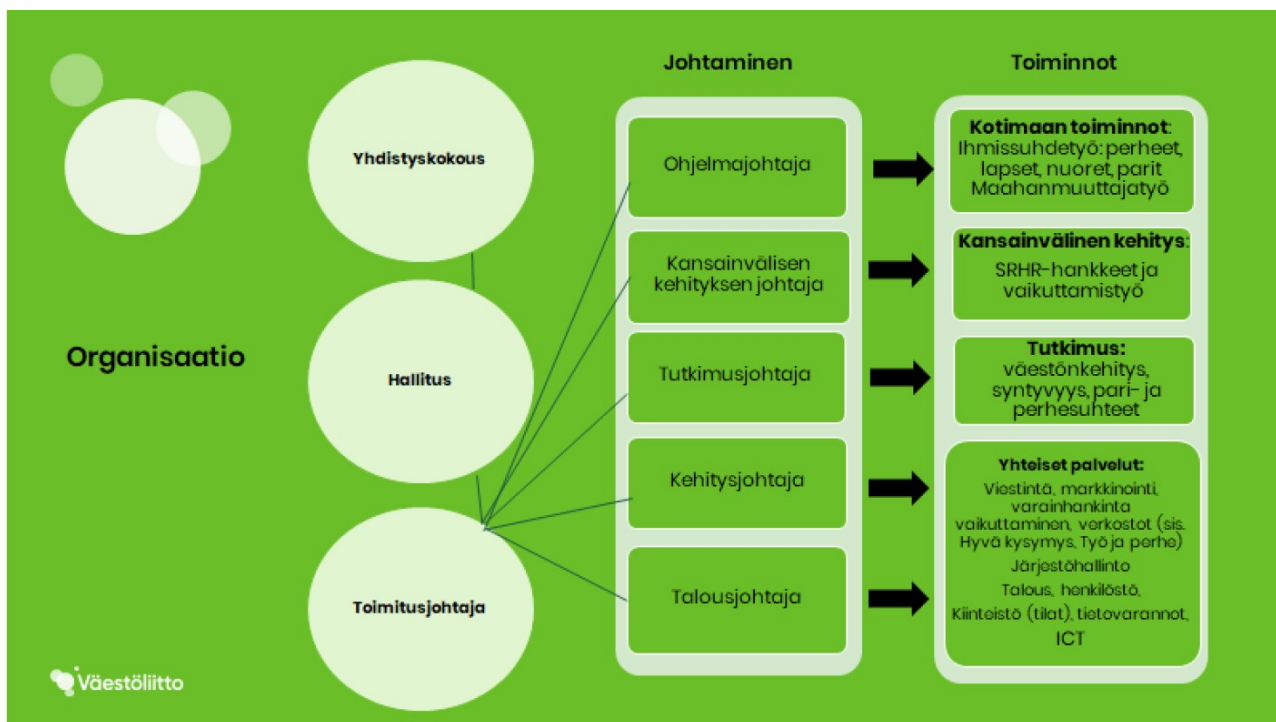 Organisaatio
Yhdistyskokous
Hallitus
Toimitusjohtaja
Johtaminen
Ohjelmajohtaja
Kansainvälisen
kehityksen johtaja
Tutkimusjohtaja
Kehitysjohtaja
Talousjohtaja
Toiminnot
Kotimaan toiminnot:
Ihmissuhdetyö: perheet,
lapset, nuoret, parit
Maahanmuuttajatyö
Kansainvälinen kehitys:
SRHR-hankkeet ja
vaikuttamistyö
Tutkimus:
väestönkehitys,
syntyvyys, pari- ja
perhesuhteet
Yhteiset palvelut:
Viestintä, markkinointi,
varainhankinta
vaikuttaminen, verkostot (sis.
Hyvä kysymys, Työ ja perhe)
Järjestöhallinto
Talous, henkilöstö,
Kiinteistö (tilat), tietovarannot,
ICT
Väestöliitto